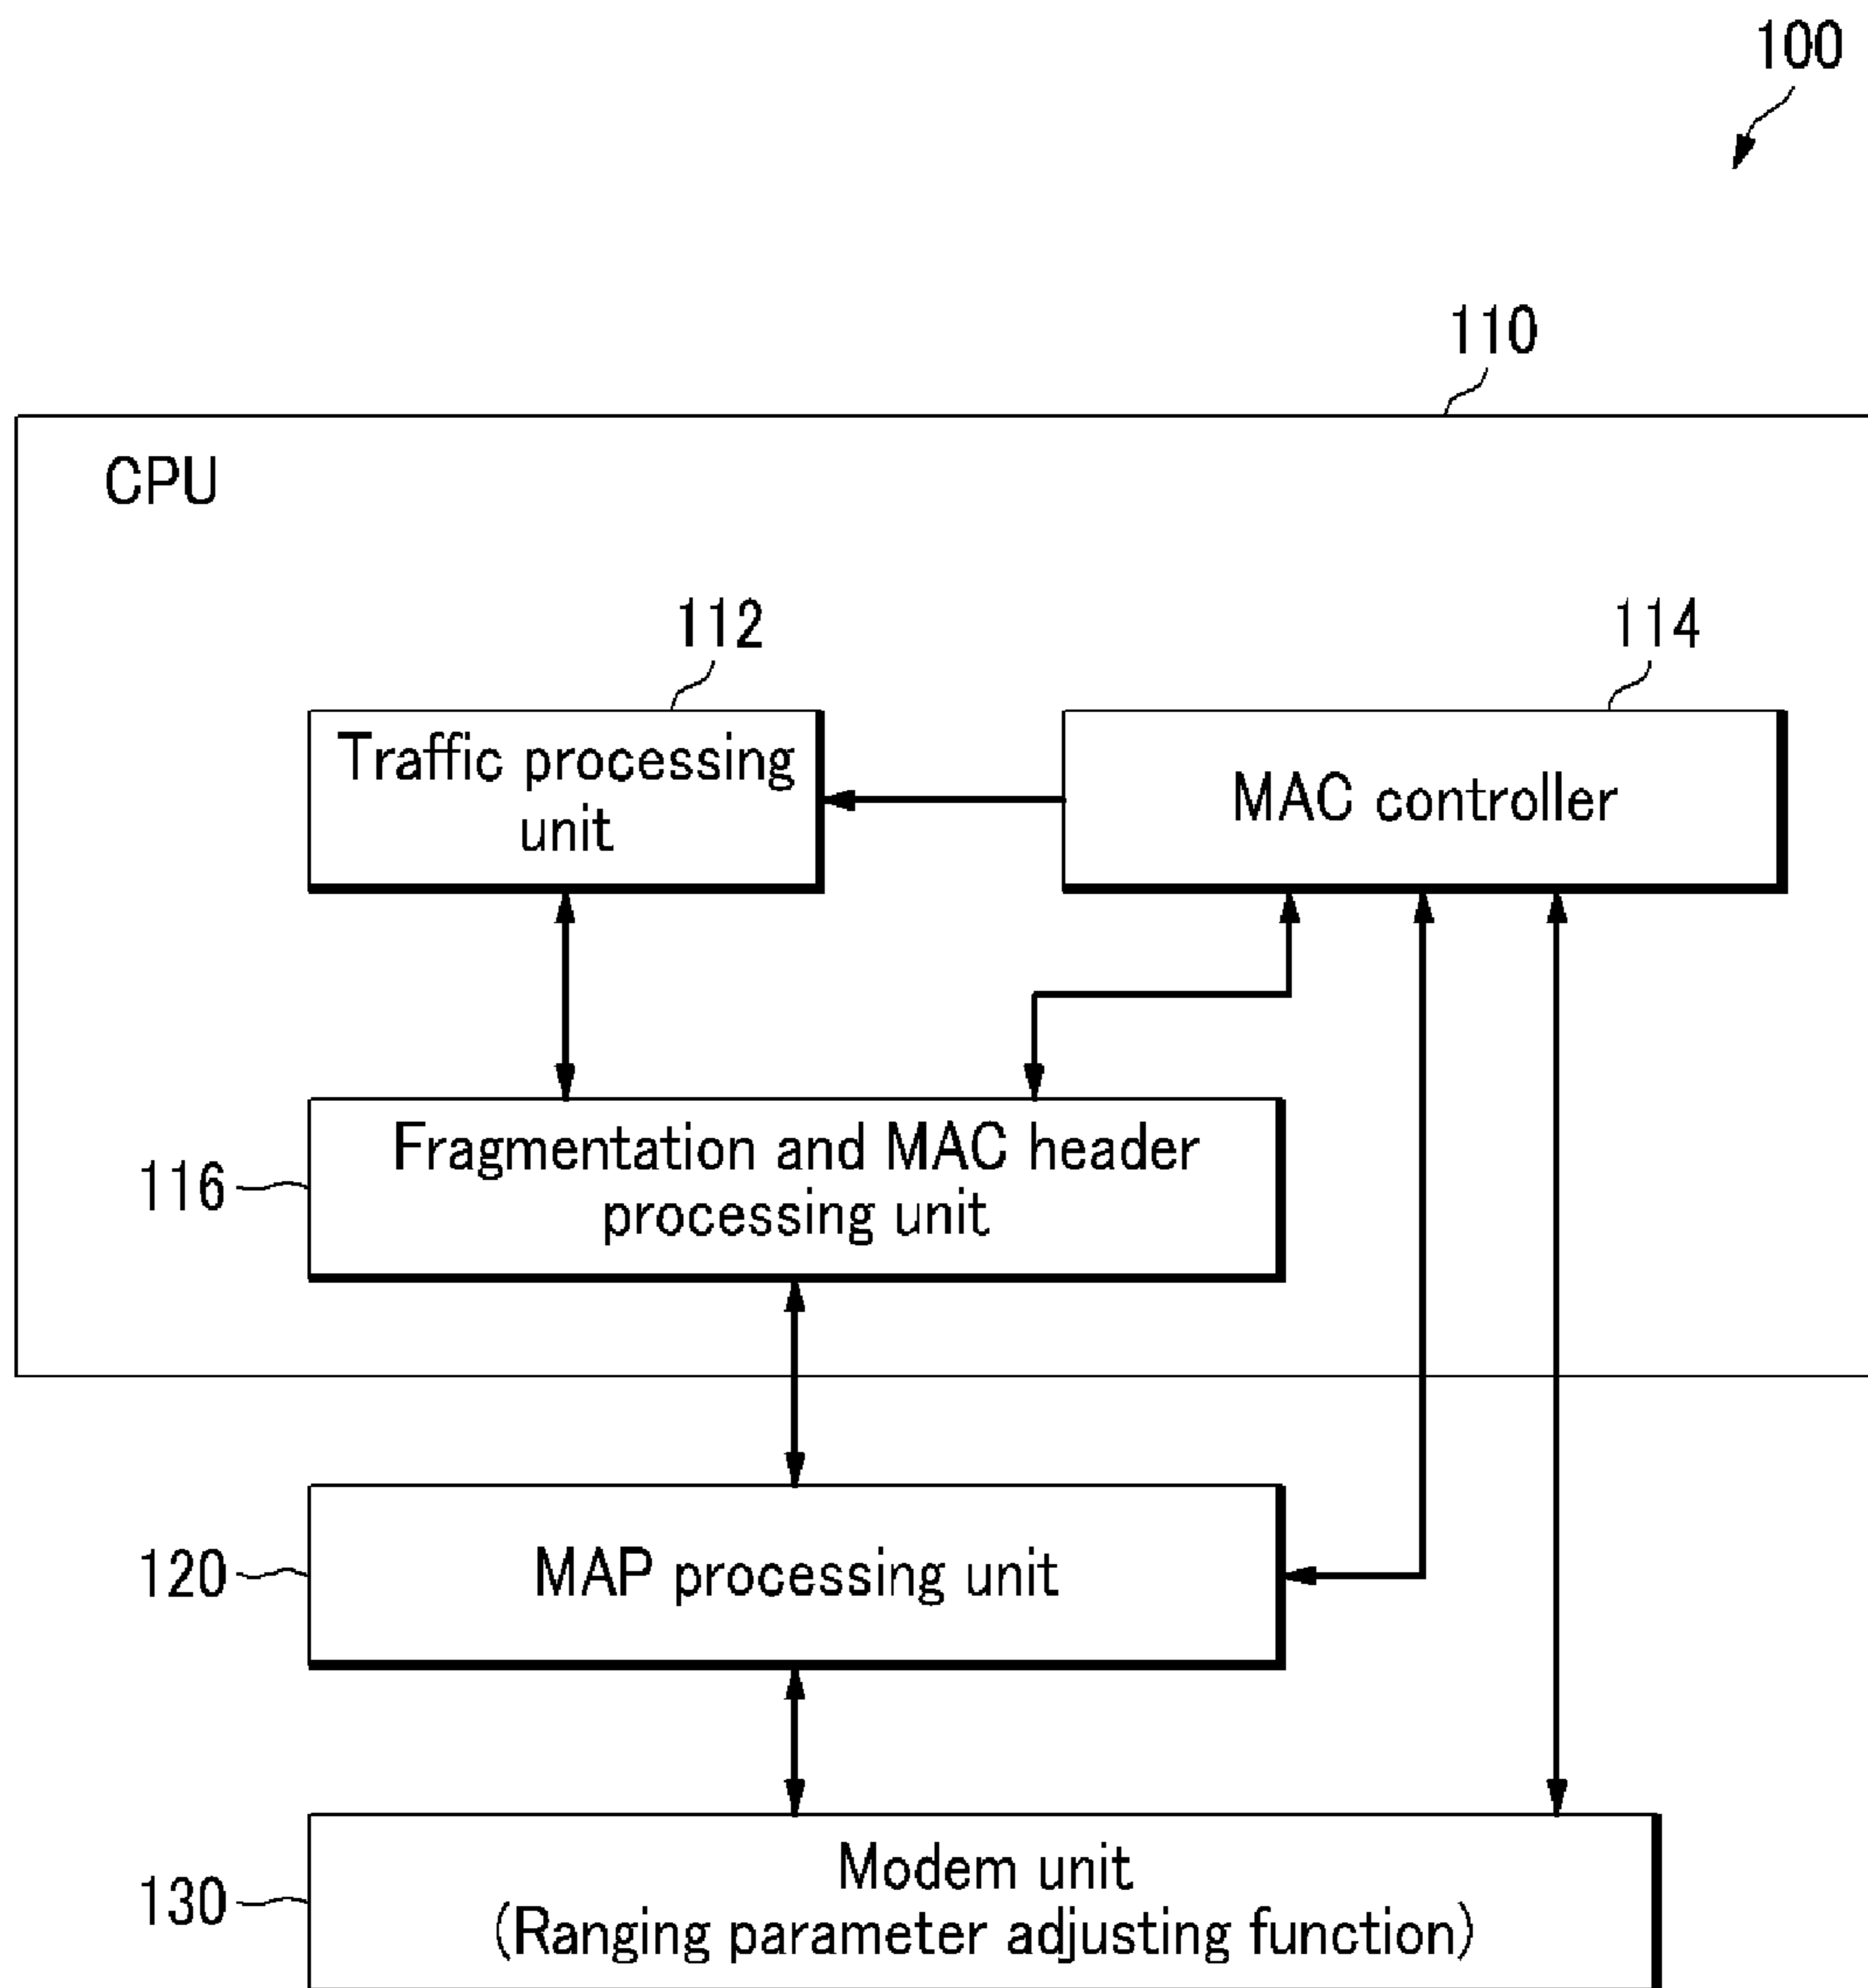 100
110
CPU
112
114
Traffic processing
unit
MAC controller
116
Fragmentation and MAC header
processing unit
120
MAP processing unit
130
Modem unit
(Ranging parameter adjusting function)